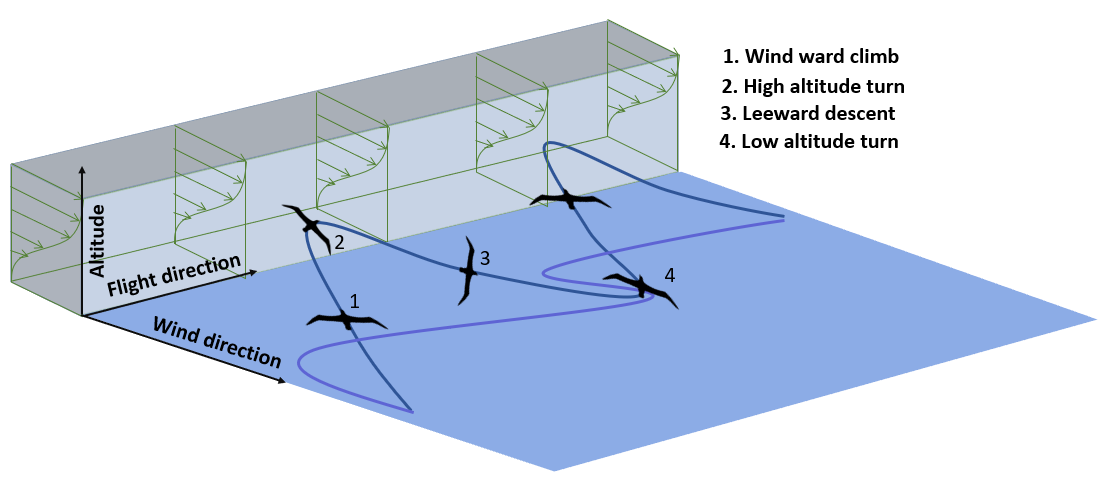 1. Wind ward climb
2. High altitude turn
3. Leeward descent
4. Low altitude turn
Altitude
Flight direction
Wind direction
1
2
3
4